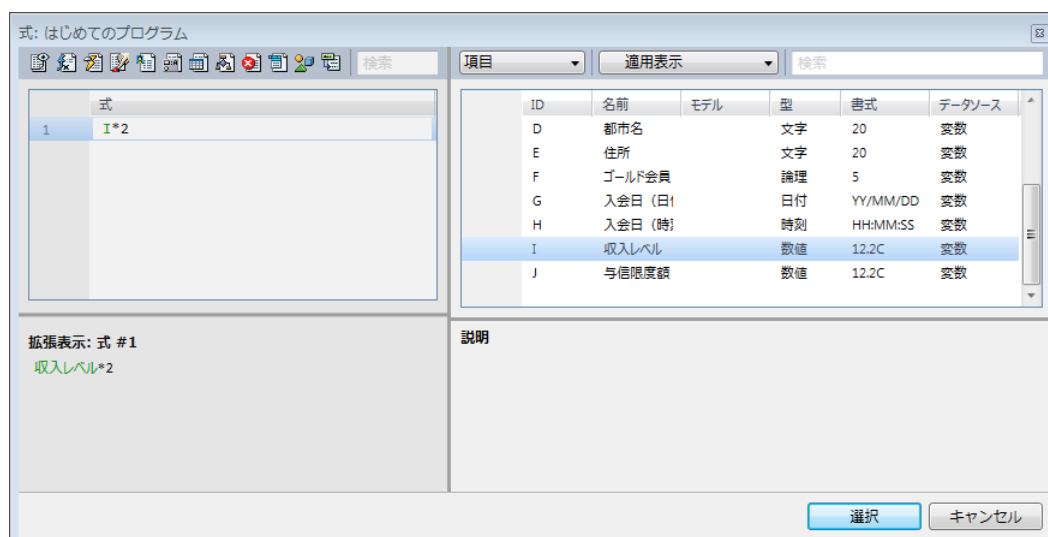 式: はじめてのプログラム
検索 項目 適用表示 検索
式
1 I*2
ID 名前 モデル 型 書式 データソース
D 都市名 文字 20 変数
E 住所 文字 20 変数
F ゴールド会員 論理 5 変数
G 入会日（日 日付 YY/MM/DD 変数
H 入会日（時 時刻 HH:MM:SS 変数
I 収入レベル 数値 12.2C 変数
J 与信限度額 数値 12.2C 変数
拡張表示: 式 #1
収入レベル*2
説明
選択 キャンセル